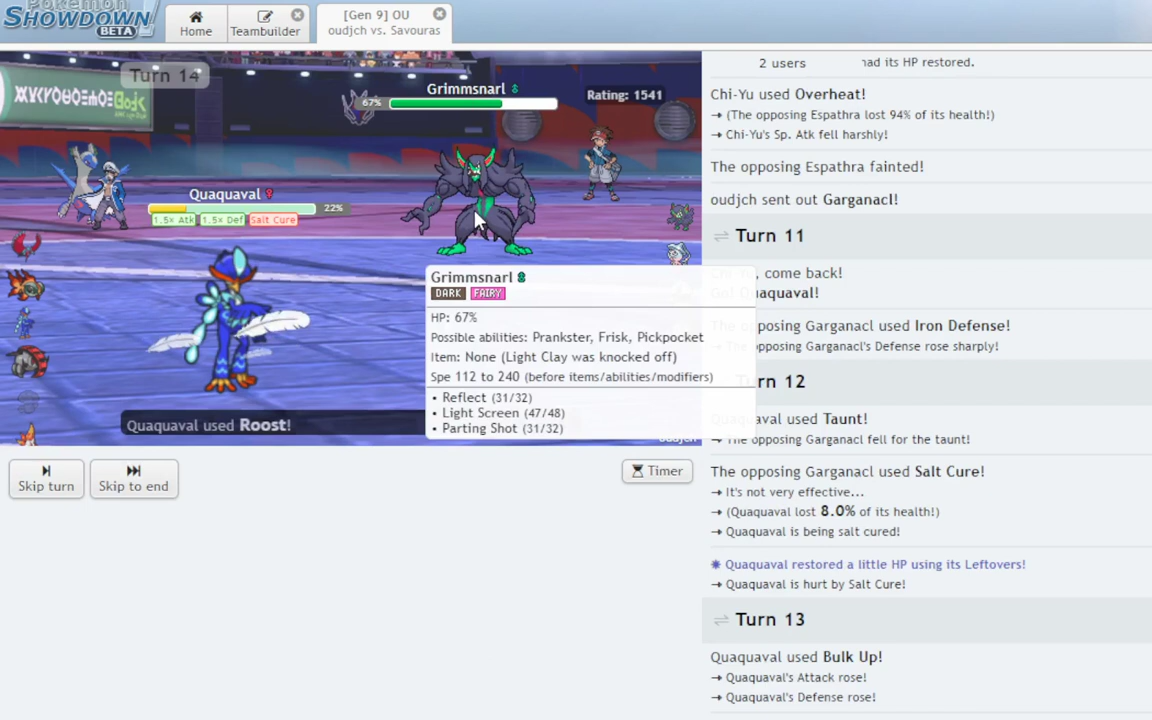 Pokémon
SHOWDOWN
BETA
Home
Teambuilder
[Gen 9] OU
oudjch vs. Savouras
Turn 14
Grimmsnarl
67%
Rating: 1541
Quaquaval
22%
1.5× Atk 1.5× Def Salt Cure
Grimmsnarl
DARK FAIRY
HP: 67%
Possible abilities: Prankster, Frisk, Pickpocket
Item: None (Light Clay was knocked off)
Spe 112 to 240 (before items/abilities/modifiers)
• Reflect (31/32)
• Light Screen (47/48)
• Parting Shot (31/32)
Quaquaval used Roost!
oudjch
Skip turn
Skip to end
Timer
2 users
had its HP restored.
Chi-Yu used Overheat!
→ (The opposing Espathra lost 94% of its health!)
→ Chi-Yu's Sp. Atk fell harshly!
The opposing Espathra fainted!
oudjch sent out Garganacl!
Turn 11
come back!
Quaquaval!
opposing Garganacl used Iron Defense!
opposing Garganacl's Defense rose sharply!
Turn 12
Quaquaval used Taunt!
→ The opposing Garganacl fell for the taunt!
The opposing Garganacl used Salt Cure!
→ It's not very effective...
→ (Quaquaval lost 8.0% of its health!)
→ Quaquaval is being salt cured!
Quaquaval restored a little HP using its Leftovers!
→ Quaquaval is hurt by Salt Cure!
Turn 13
Quaquaval used Bulk Up!
→ Quaquaval's Attack rose!
→ Quaquaval's Defense rose!